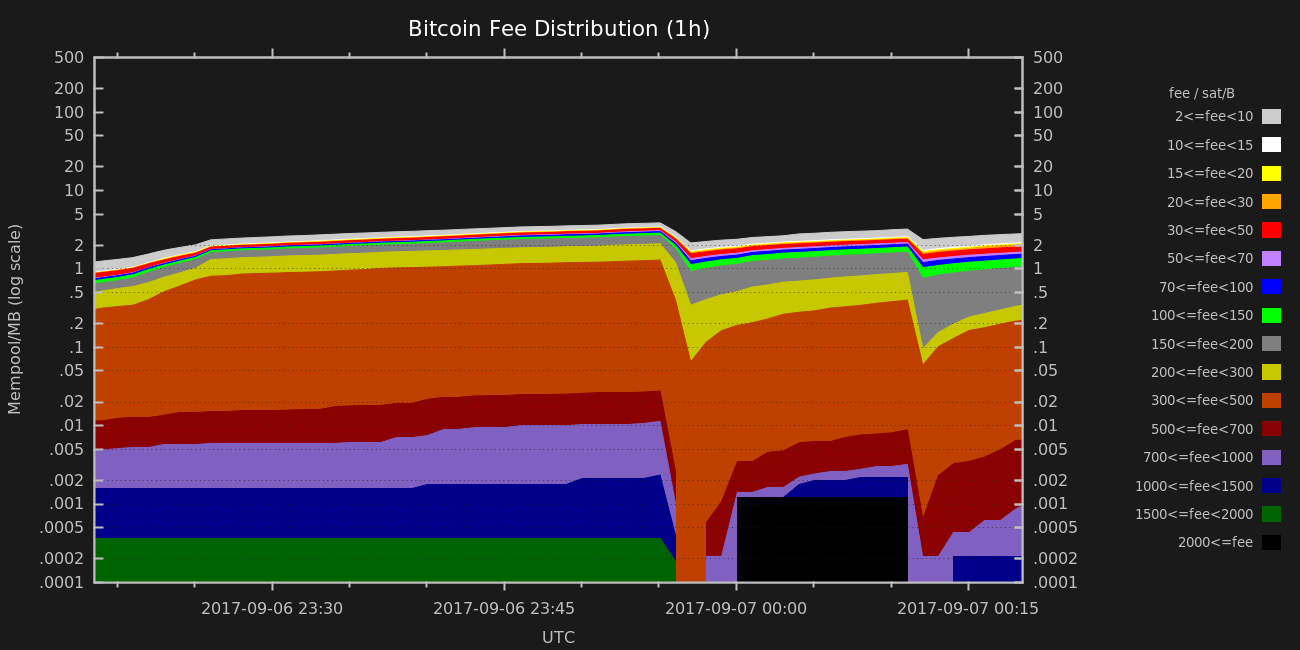 Bitcoin Fee Distribution (1h)
500
200
100
50
20
10
5
2
1
.5
.2
.1
.05
.02
.01
.005
.002
.001
.0005
.0002
.0001
Mempool/MB (log scale)
500
200
100
50
20
10
5
2
1
.5
.2
.1
.05
.02
.01
.005
.002
.001
.0005
.0002
.0001
2017-09-06 23:30
2017-09-06 23:45
2017-09-07 00:00
2017-09-07 00:15
UTC
fee / sat/B
2<=fee<10
10<=fee<15
15<=fee<20
20<=fee<30
30<=fee<50
50<=fee<70
70<=fee<100
100<=fee<150
150<=fee<200
200<=fee<300
300<=fee<500
500<=fee<700
700<=fee<1000
1000<=fee<1500
1500<=fee<2000
2000<=fee